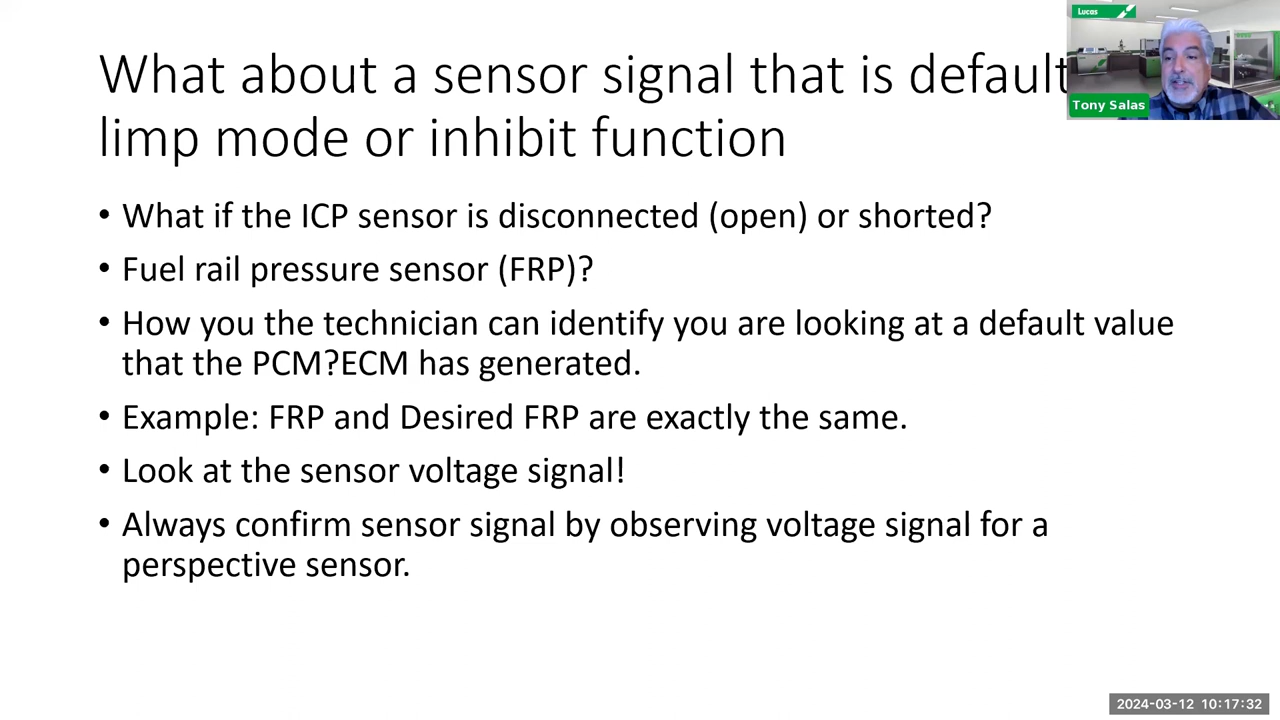 What about a sensor signal that is default
limp mode or inhibit function
• What if the ICP sensor is disconnected (open) or shorted?
• Fuel rail pressure sensor (FRP)?
• How you the technician can identify you are looking at a default value
that the PCM?ECM has generated.
• Example: FRP and Desired FRP are exactly the same.
• Look at the sensor voltage signal!
• Always confirm sensor signal by observing voltage signal for a
perspective sensor.
Lucas
Tony Salas
2024-03-12 10:17:32